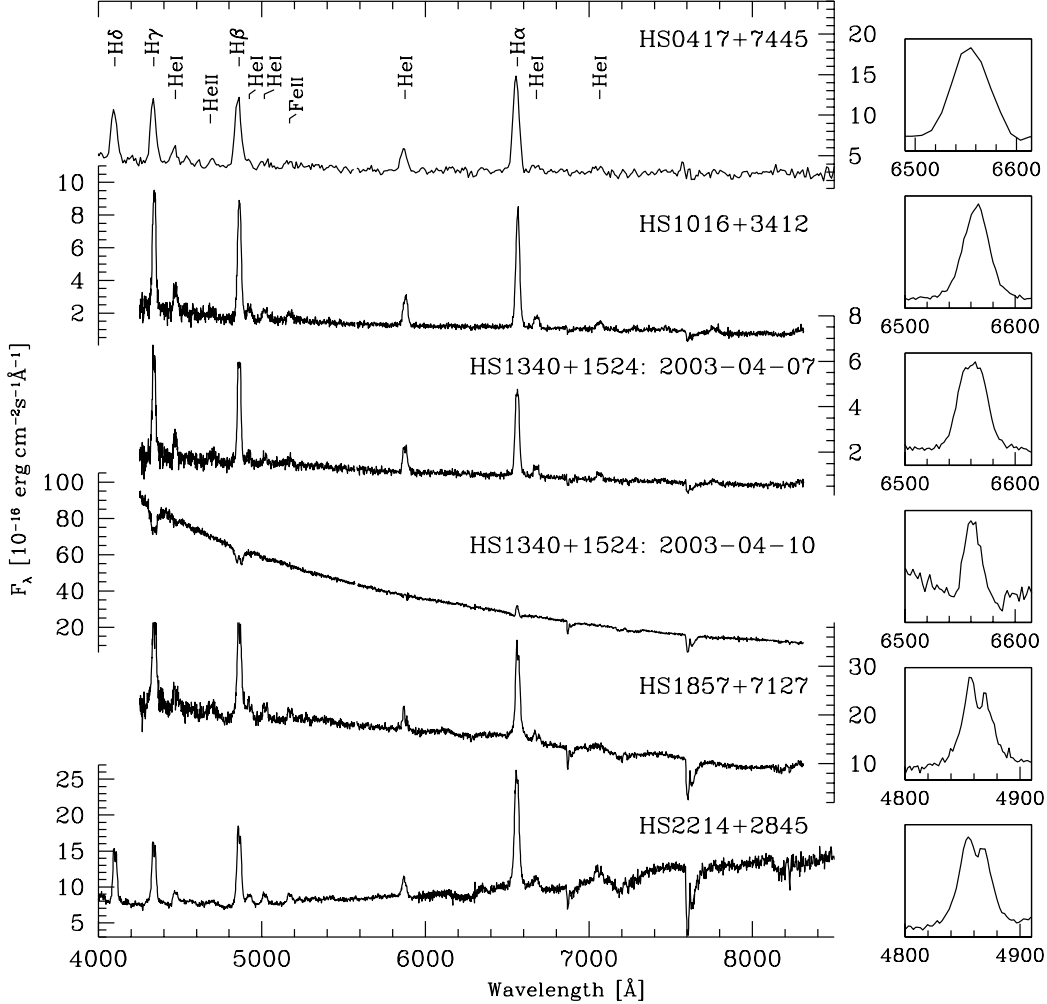 Hδ
Hγ
HeI
HeII
Hβ
HeI
HeI
FeII
HeI
Hα
HeI
HeI
HS0417+7445
20
15
10
5
6500 6600
10
8
6
4
2
HS1016+3412
6500 6600
8
6
4
2
HS1340+1524: 2003-04-07
6500 6600
100
80
60
40
20
HS1340+1524: 2003-04-10
6500 6600
30
20
10
HS1857+7127
4800 4900
25
20
15
10
5
HS2214+2845
4800 4900
4000 5000 6000 7000 8000
Wavelength [Å]
Fλ [10⁻¹⁶ erg cm⁻²s⁻¹Å⁻¹]